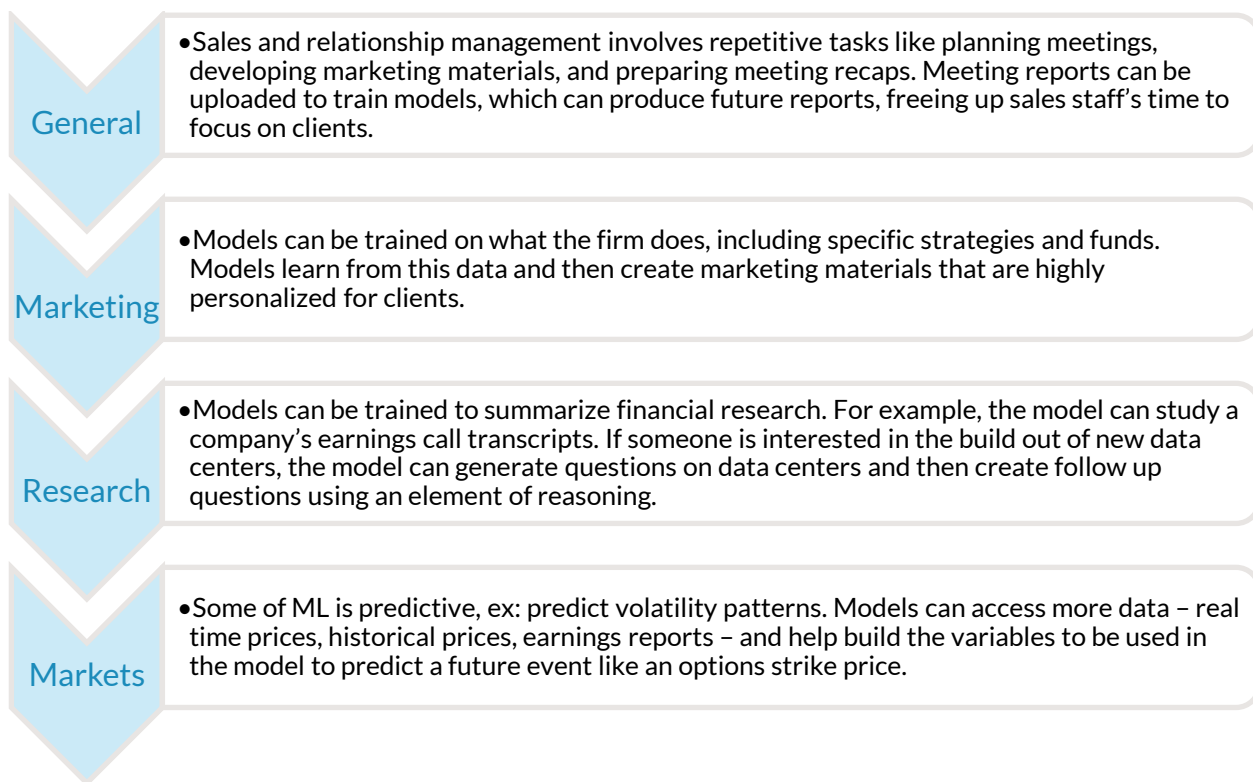 General
•Sales and relationship management involves repetitive tasks like planning meetings,
developing marketing materials, and preparing meeting recaps. Meeting reports can be
uploaded to train models, which can produce future reports, freeing up sales staff’s time to
focus on clients.
Marketing
•Models can be trained on what the firm does, including specific strategies and funds.
Models learn from this data and then create marketing materials that are highly
personalized for clients.
Research
•Models can be trained to summarize financial research. For example, the model can study a
company’s earnings call transcripts. If someone is interested in the build out of new data
centers, the model can generate questions on data centers and then create follow up
questions using an element of reasoning.
Markets
•Some of ML is predictive, ex: predict volatility patterns. Models can access more data – real
time prices, historical prices, earnings reports – and help build the variables to be used in
the model to predict a future event like an options strike price.